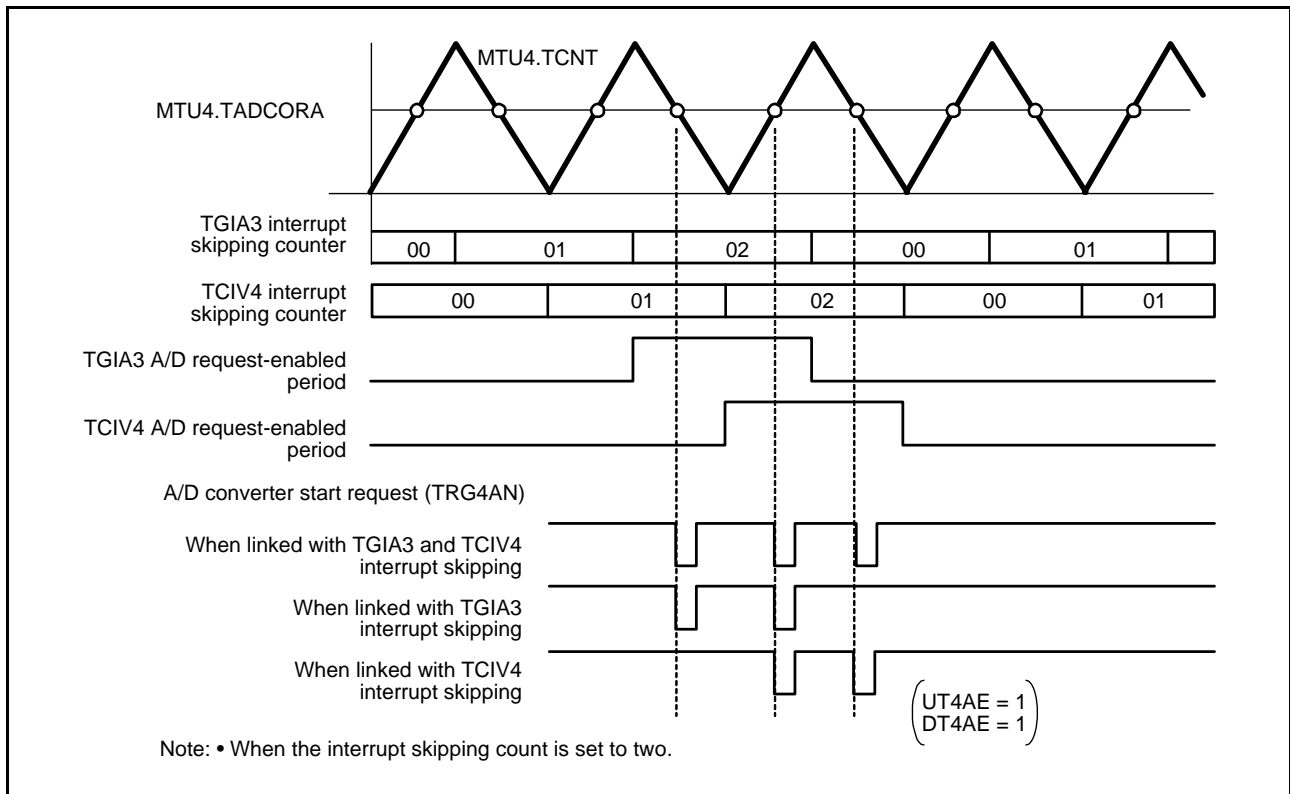 MTU4.TCNT
MTU4.TADCORA
TGIA3 interrupt
skipping counter
00 01 02 00 01
TCIV4 interrupt
skipping counter
00 01 02 00 01
TGIA3 A/D request-enabled
period
TCIV4 A/D request-enabled
period
A/D converter start request (TRG4AN)
When linked with TGIA3 and TCIV4
interrupt skipping
When linked with TGIA3
interrupt skipping
When linked with TCIV4
interrupt skipping
UT4AE = 1
DT4AE = 1
Note: • When the interrupt skipping count is set to two.